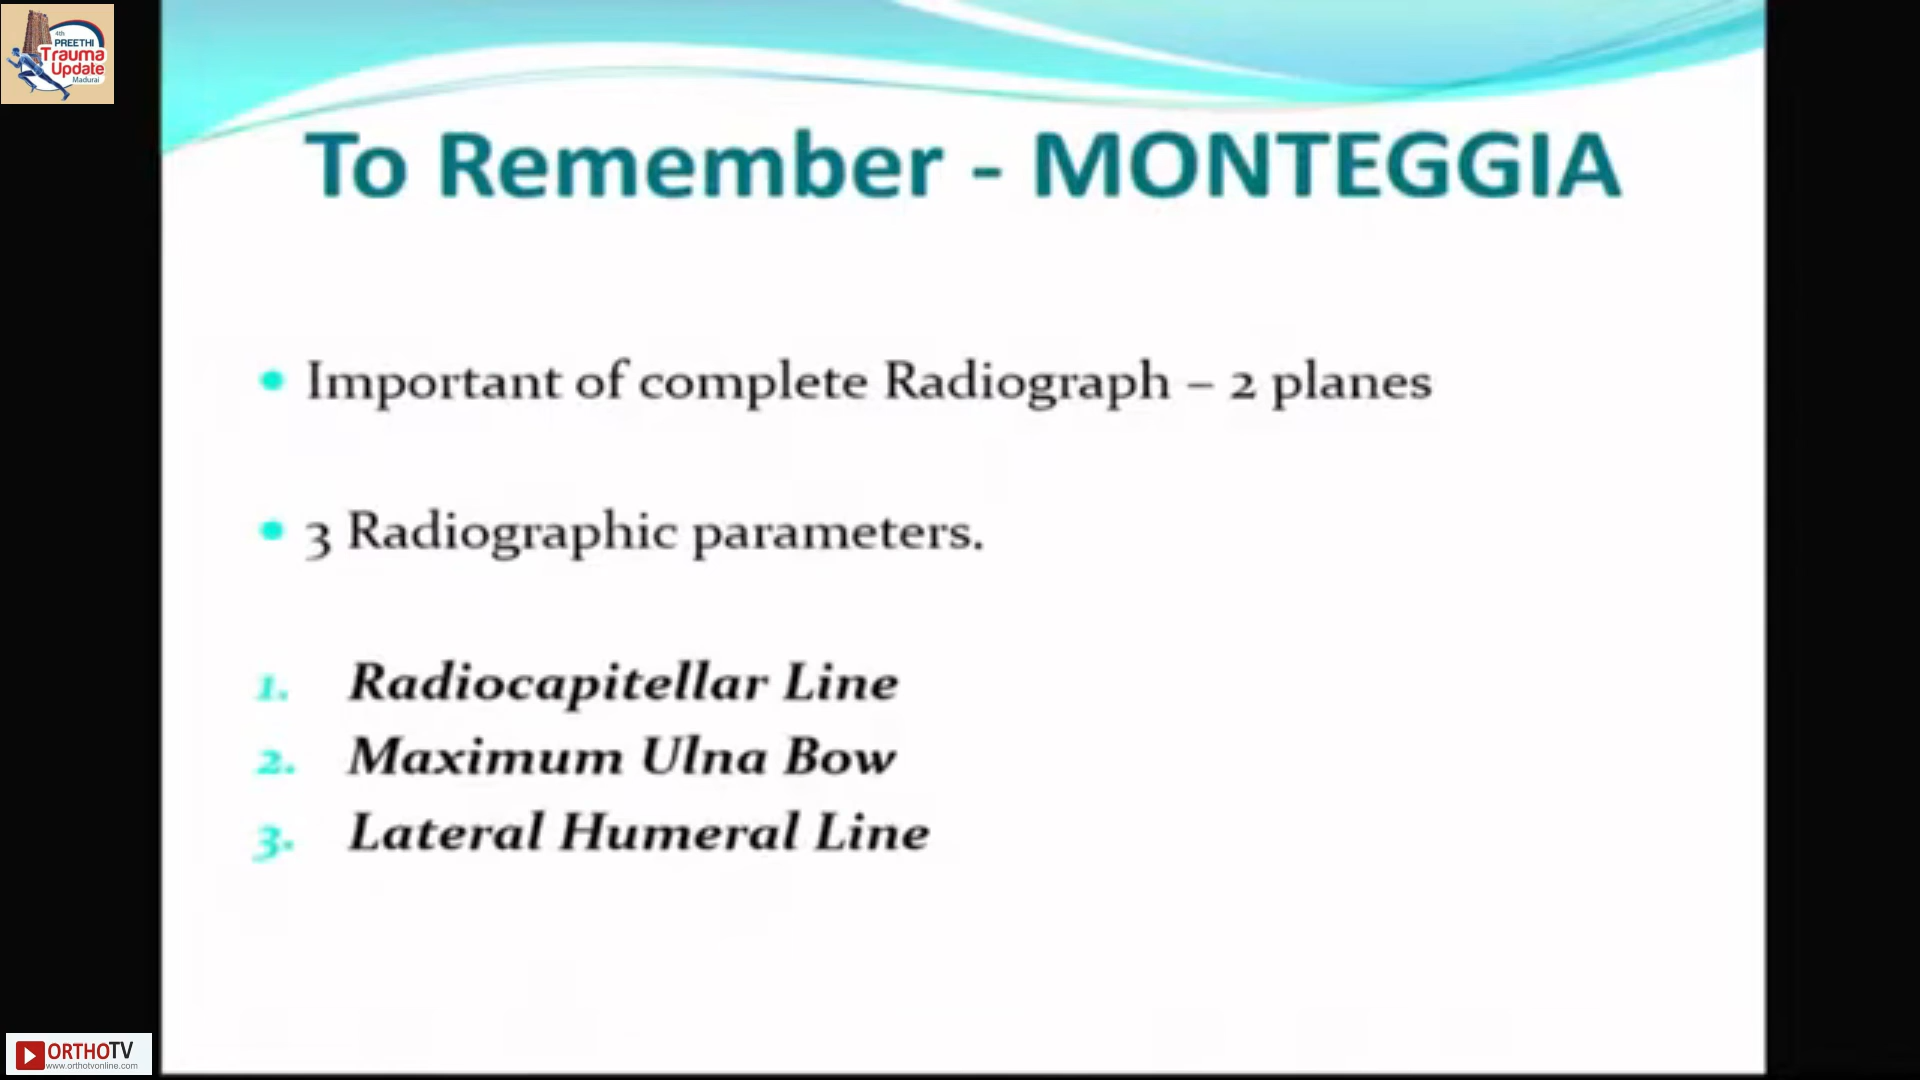 4th
PREETHI
Trauma
Update
Madurai
To Remember - MONTEGGIA
• Important of complete Radiograph – 2 planes
• 3 Radiographic parameters.
1. Radiocapitellar Line
2. Maximum Ulna Bow
3. Lateral Humeral Line
ORTHOTV
www.orthotvonline.com